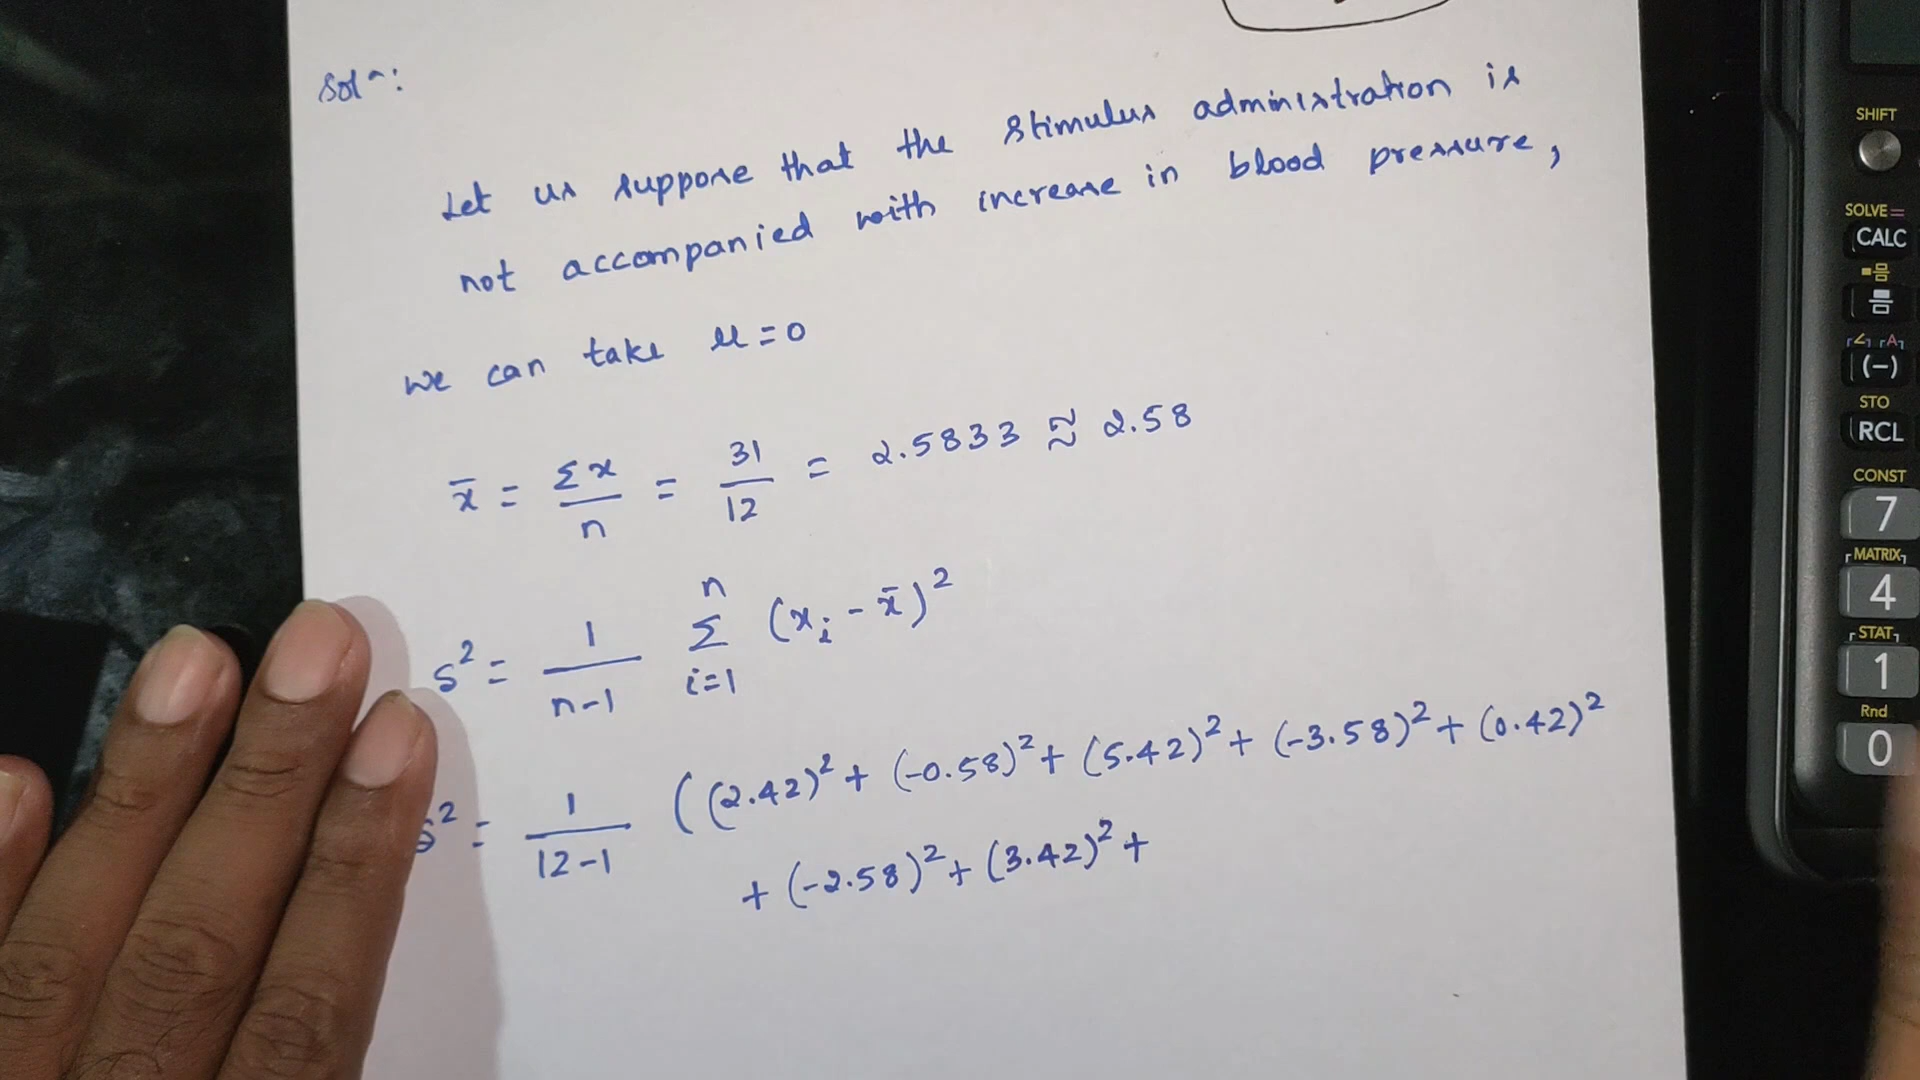 Solⁿ:
Let us suppose that the stimulus administration is
not accompanied with increase in blood pressure,
we can take μ = 0
x̄ = Σx/n = 31/12 = 2.5833 ≈ 2.58
s² = 1/(n-1) Σ_{i=1}^{n} (x_i - x̄)²
s² = 1/(12-1) ((2.42)² + (-0.58)² + (5.42)² + (-3.58)² + (0.42)²
+ (-2.58)² + (3.42)² +
SHIFT
SOLVE =
CALC
(-)
STO
RCL
CONST
7
MATRIX
4
STAT
1
Rnd
0